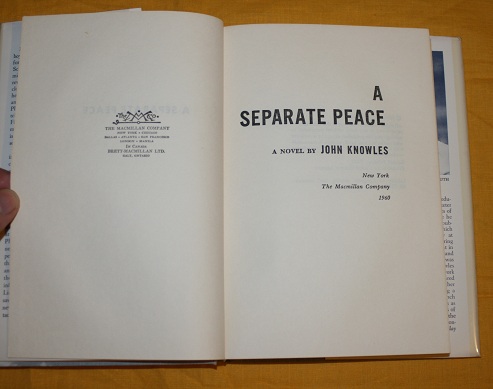 THE MACMILLAN COMPANY
NEW YORK • CHICAGO
DALLAS • ATLANTA • SAN FRANCISCO
LONDON • MANILA
IN CANADA
BRETT-MACMILLAN LTD.
GALT, ONTARIO
A
SEPARATE PEACE
A NOVEL BY JOHN KNOWLES
New York
The Macmillan Company
1960